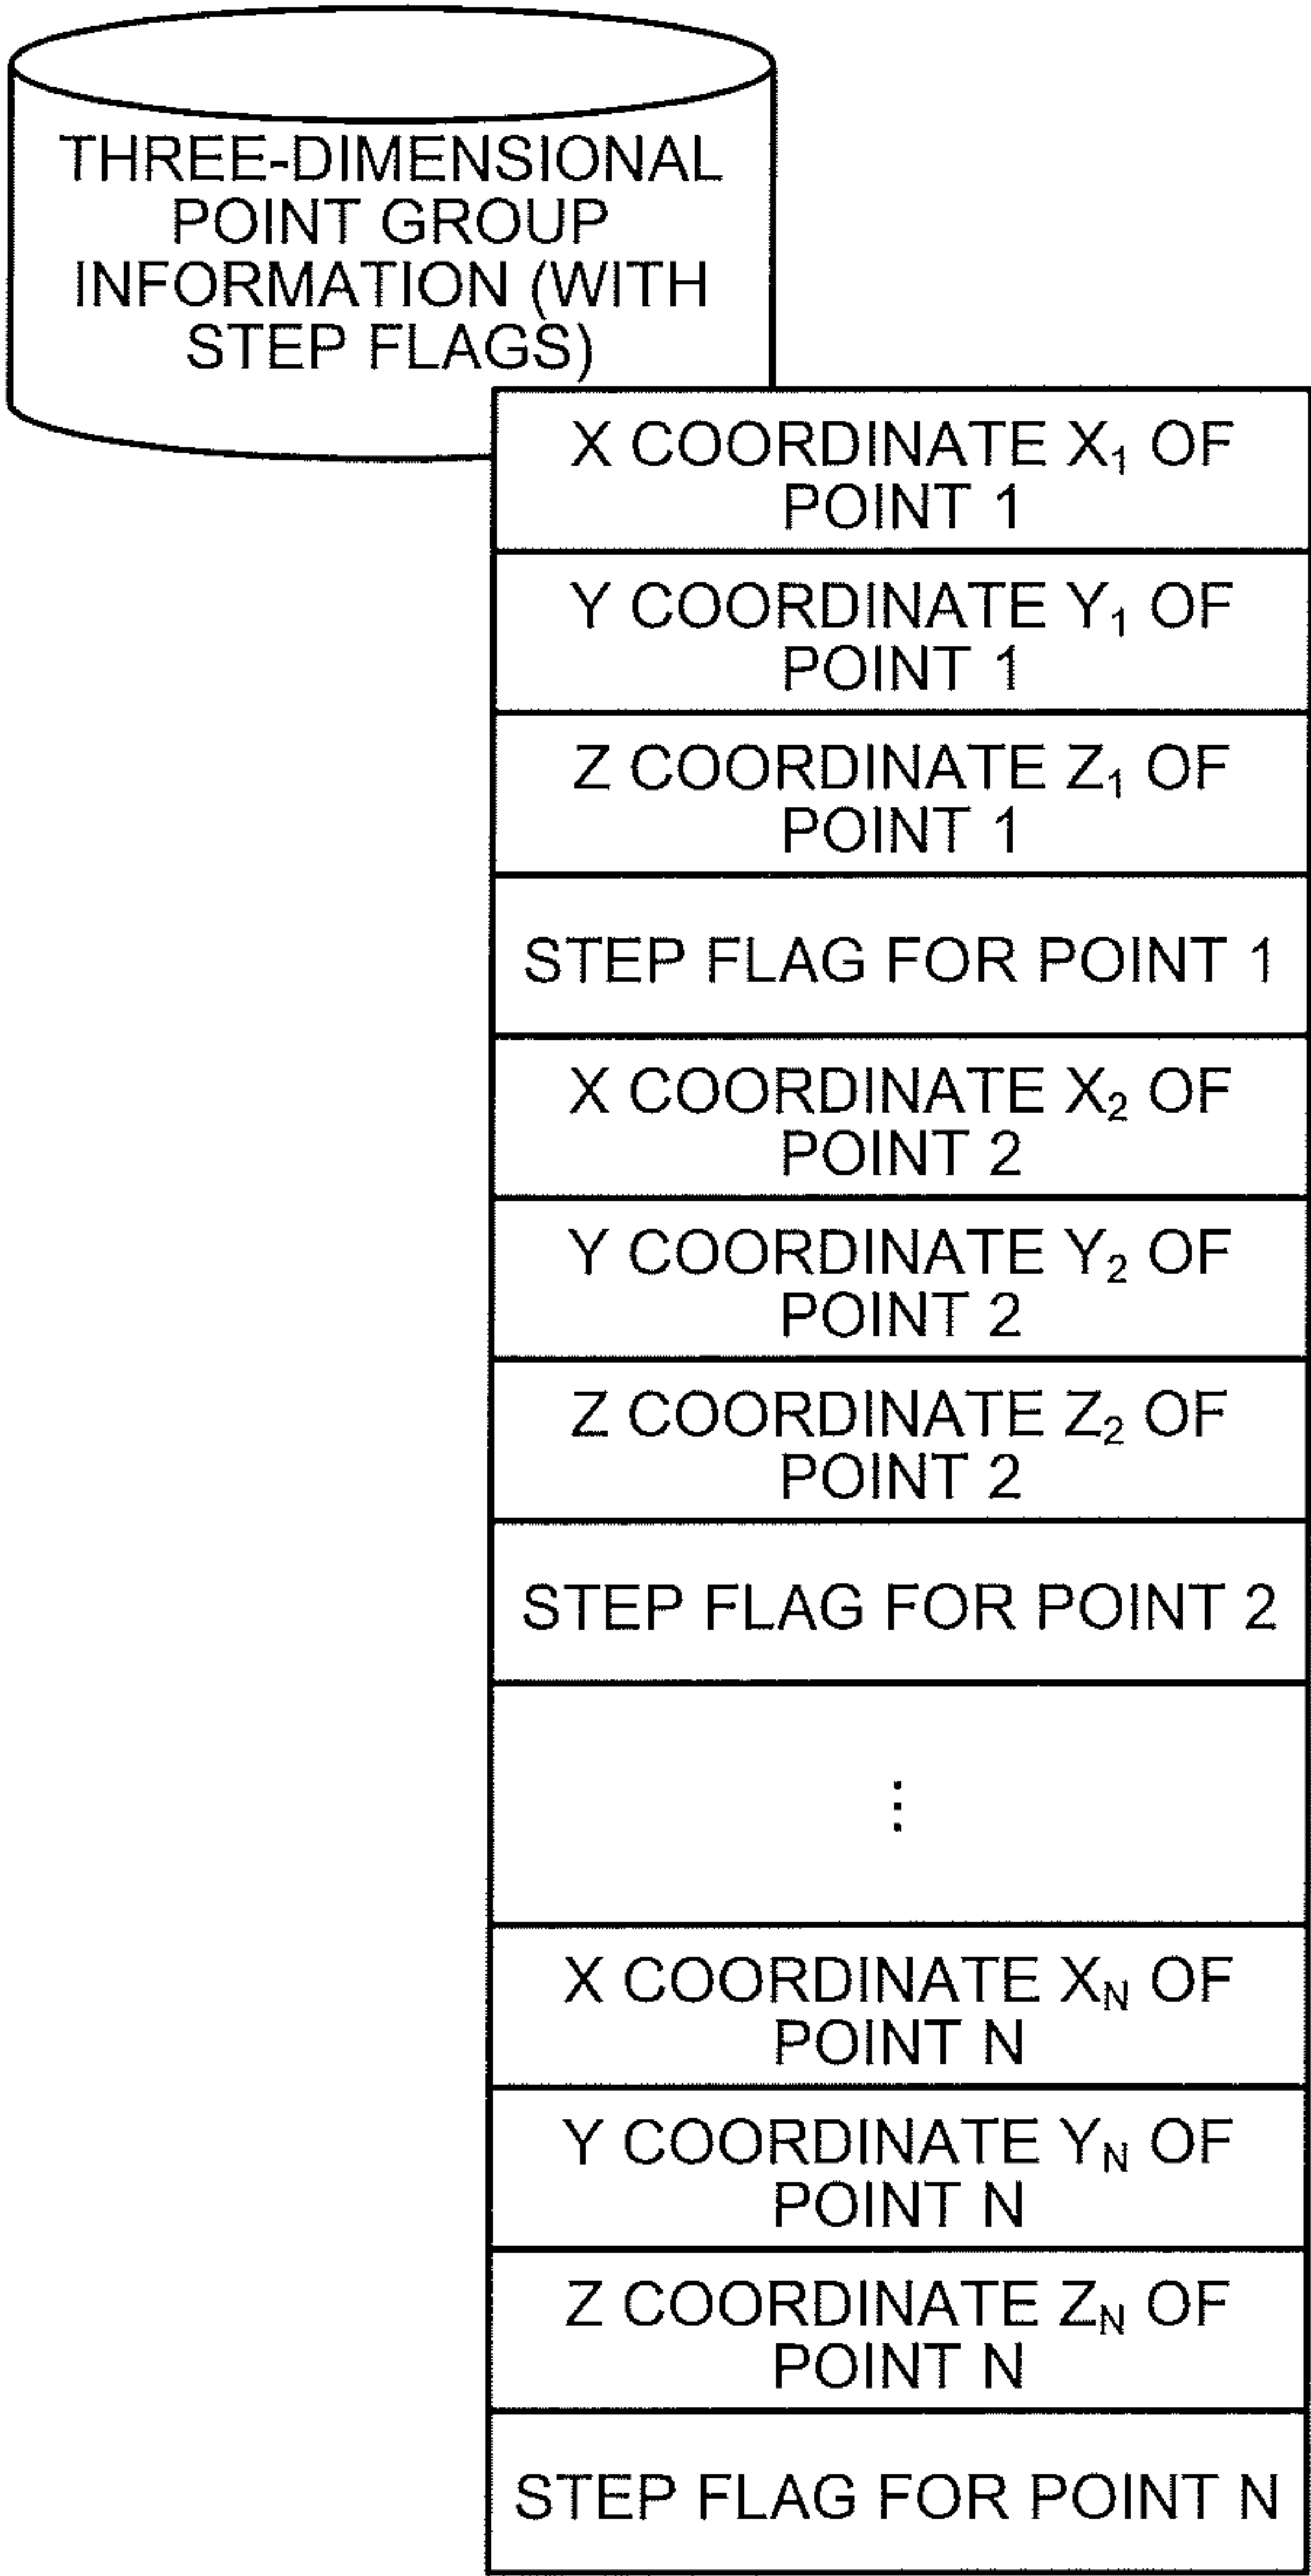 THREE-DIMENSIONAL
POINT GROUP
INFORMATION (WITH
STEP FLAGS)
X COORDINATE X₁ OF
POINT 1
Y COORDINATE Y₁ OF
POINT 1
Z COORDINATE Z₁ OF
POINT 1
STEP FLAG FOR POINT 1
X COORDINATE X₂ OF
POINT 2
Y COORDINATE Y₂ OF
POINT 2
Z COORDINATE Z₂ OF
POINT 2
STEP FLAG FOR POINT 2
⋮
X COORDINATE X_N OF
POINT N
Y COORDINATE Y_N OF
POINT N
Z COORDINATE Z_N OF
POINT N
STEP FLAG FOR POINT N